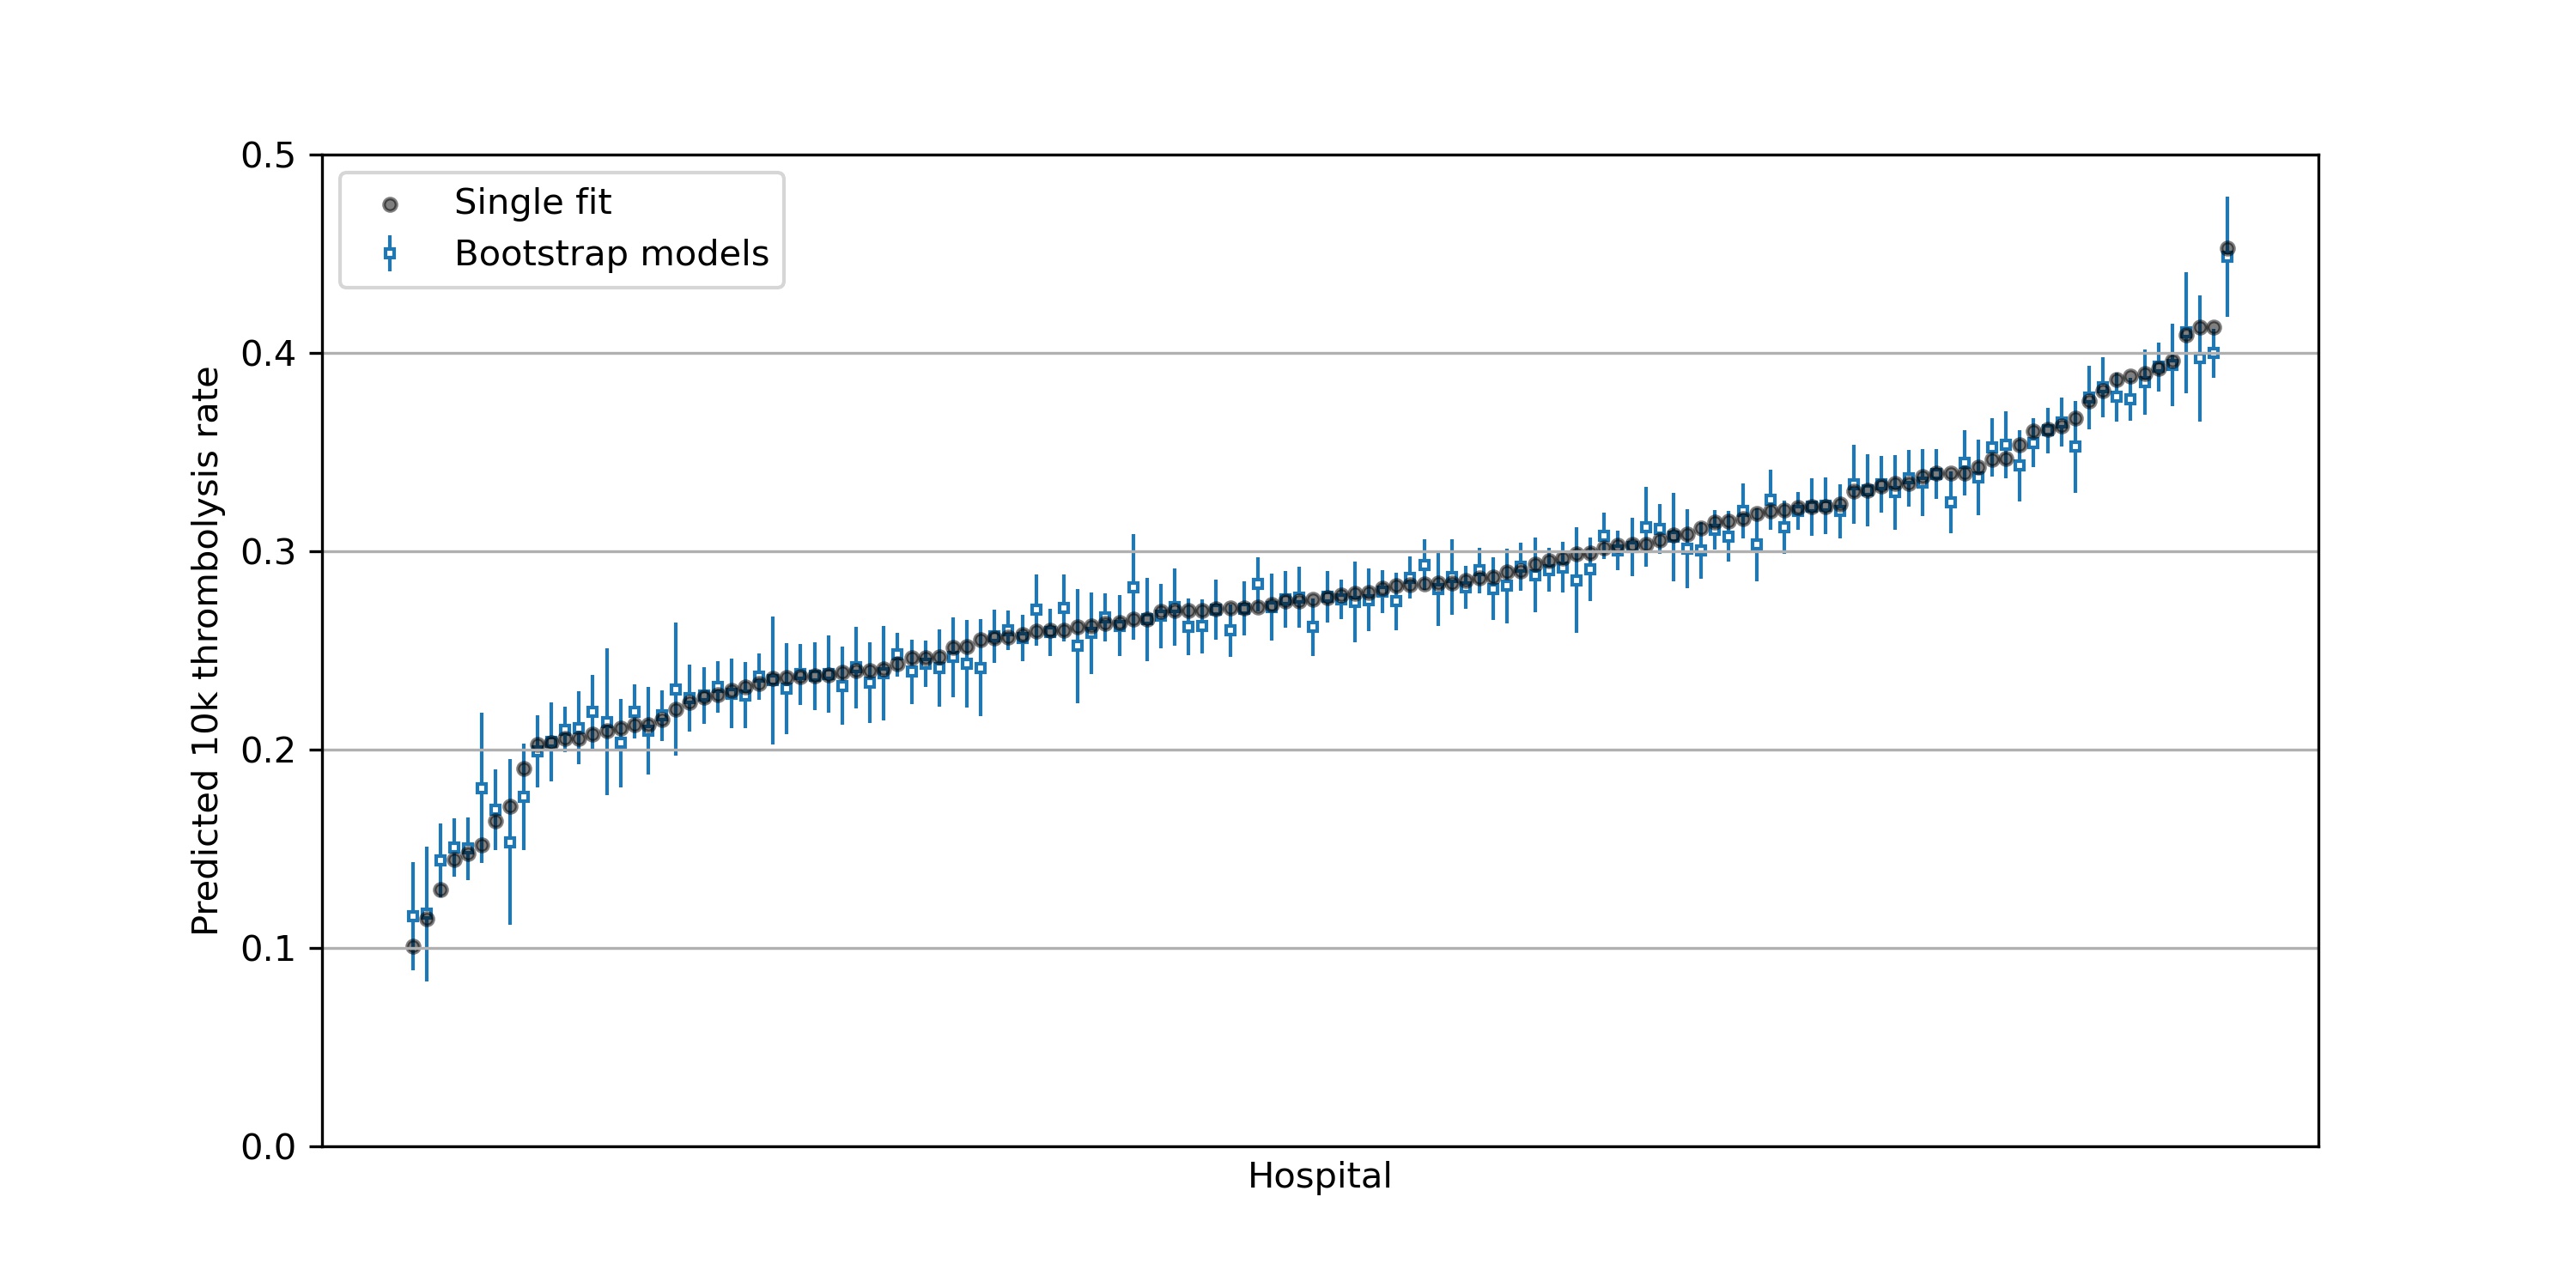 0.5
Single fit
Bootstrap models
0.4
0.3
0.2
0.1
0.0
Predicted 10k thrombolysis rate
Hospital